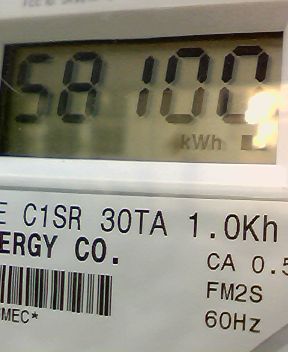 58100
kWh
E C1SR 30TA 1.0Kh
ERGY CO.
CA 0.5
FM2S
MEC*
60Hz